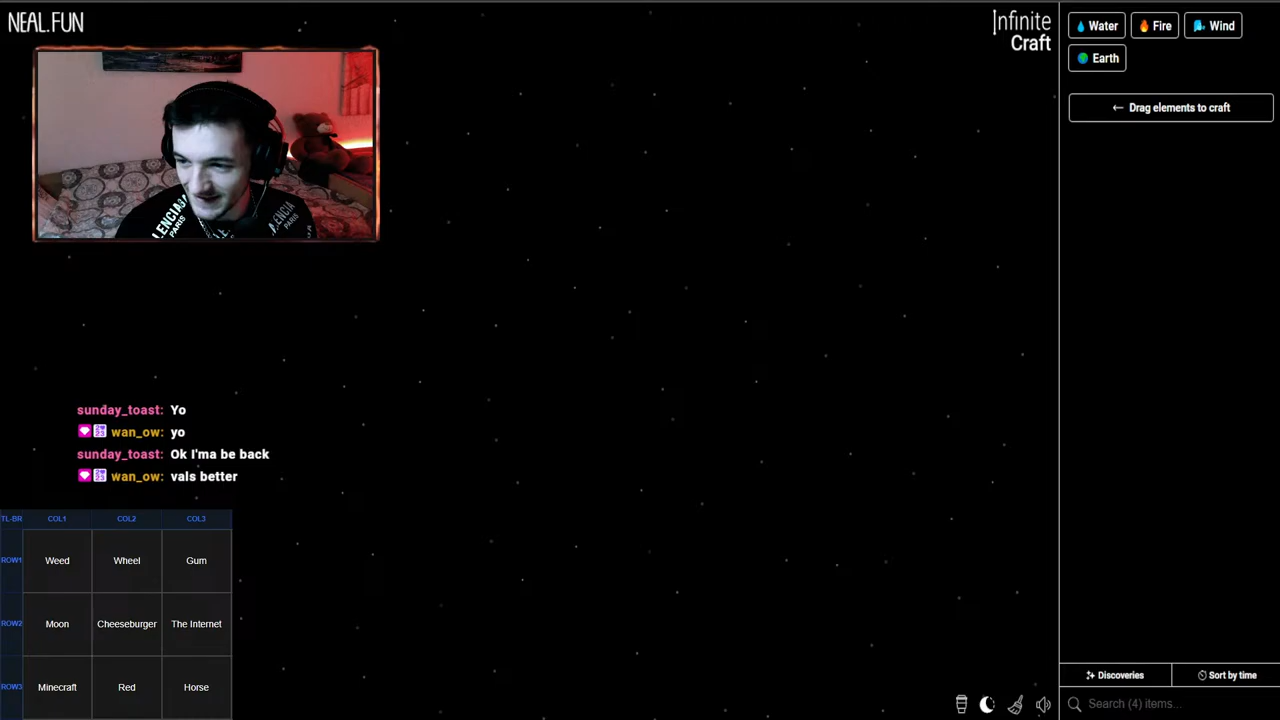 NEAL.FUN
Infinite
Craft
Water
Fire
Wind
Earth
← Drag elements to craft
sunday_toast: Yo
wan_ow: yo
sunday_toast: Ok I'ma be back
wan_ow: vals better
TL-BR COL1 COL2 COL3
ROW1 Weed Wheel Gum
ROW2 Moon Cheeseburger The Internet
ROW3 Minecraft Red Horse
Discoveries
Sort by time
Search (4) items...